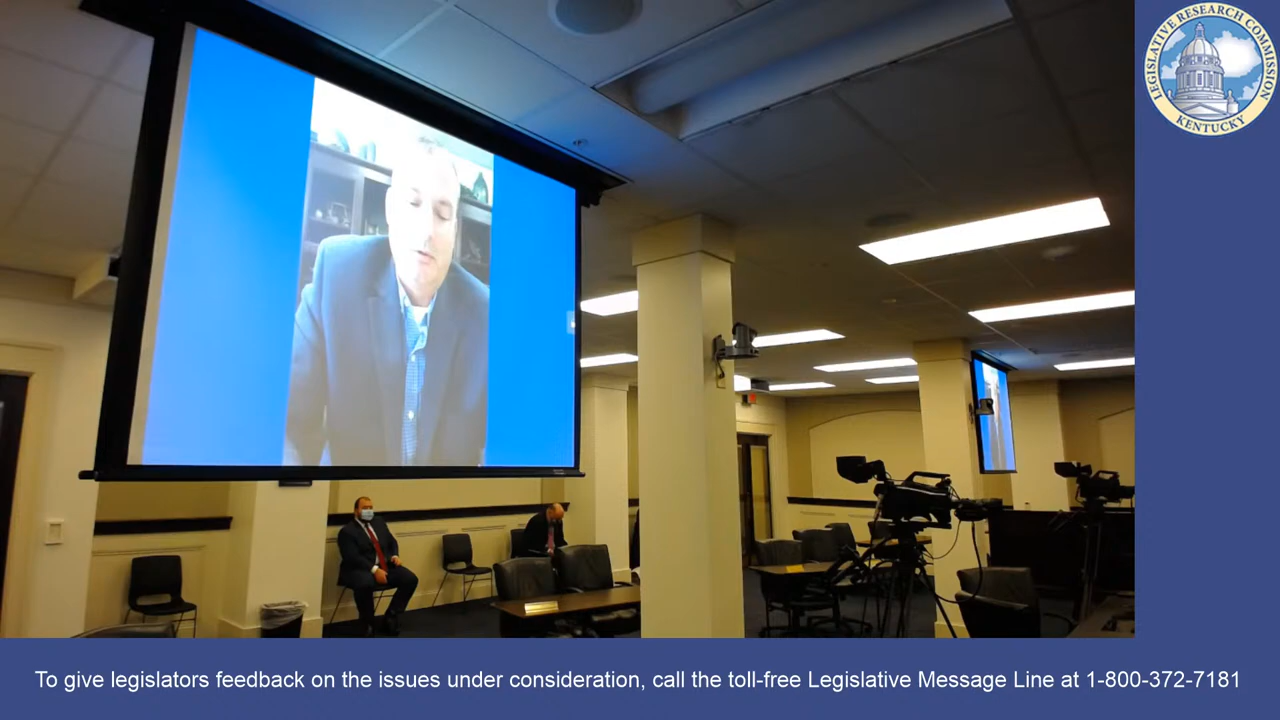 LEGISLATIVE RESEARCH COMMISSION
KENTUCKY
To give legislators feedback on the issues under consideration, call the toll-free Legislative Message Line at 1-800-372-7181